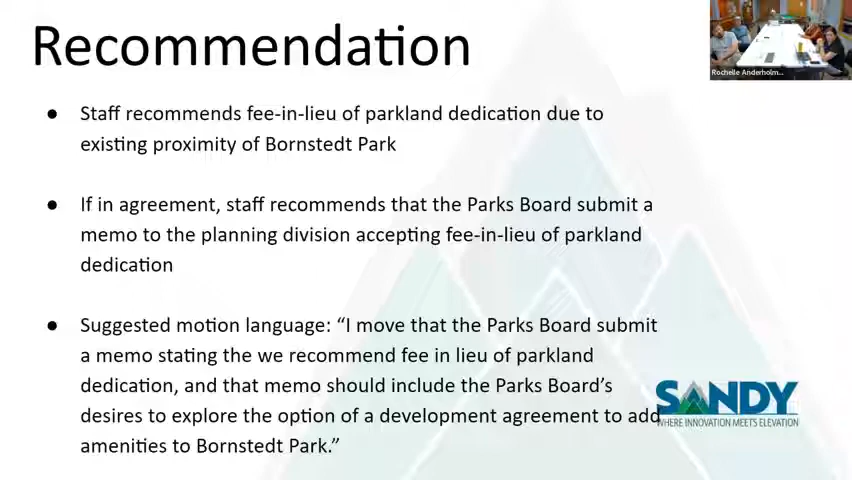 Recommendation
Rochelle Anderholm...
● Staff recommends fee-in-lieu of parkland dedication due to
existing proximity of Bornstedt Park
● If in agreement, staff recommends that the Parks Board submit a
memo to the planning division accepting fee-in-lieu of parkland
dedication
● Suggested motion language: “I move that the Parks Board submit
a memo stating the we recommend fee in lieu of parkland
dedication, and that memo should include the Parks Board’s
desires to explore the option of a development agreement to add
amenities to Bornstedt Park.”
SANDY
WHERE INNOVATION MEETS ELEVATION